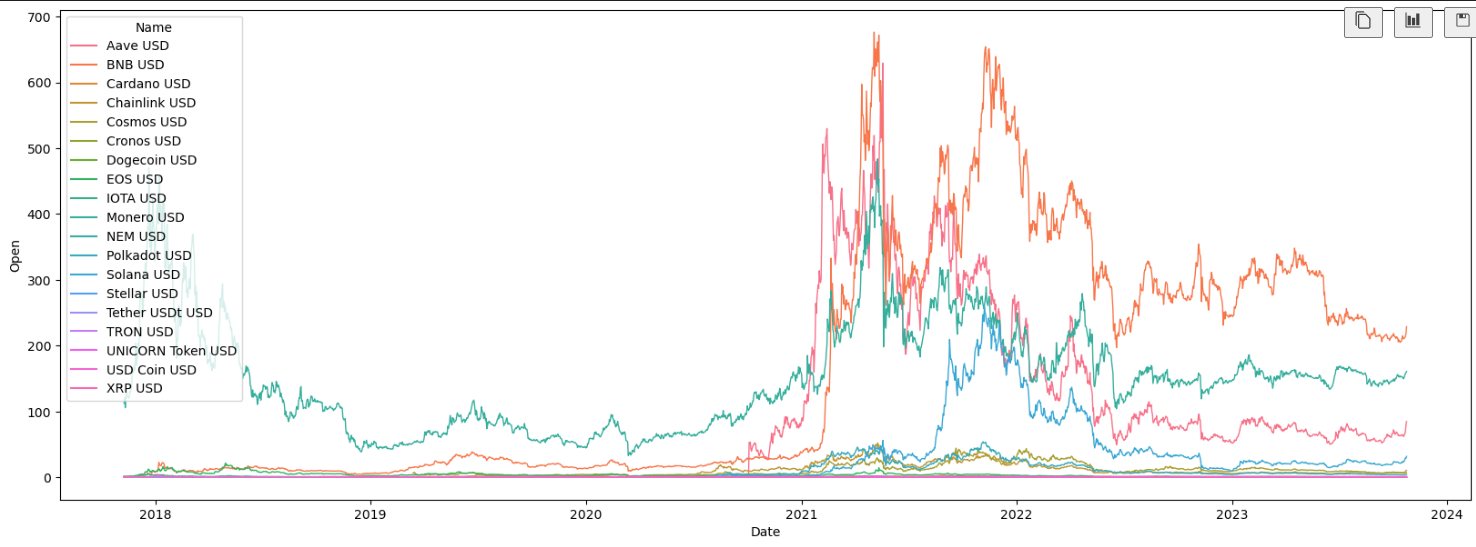 700
600
500
400
300
200
100
0
Open
Name
Aave USD
BNB USD
Cardano USD
Chainlink USD
Cosmos USD
Cronos USD
Dogecoin USD
EOS USD
IOTA USD
Monero USD
NEM USD
Polkadot USD
Solana USD
Stellar USD
Tether USDt USD
TRON USD
UNICORN Token USD
USD Coin USD
XRP USD
2018 2019 2020 2021 2022 2023 2024
Date